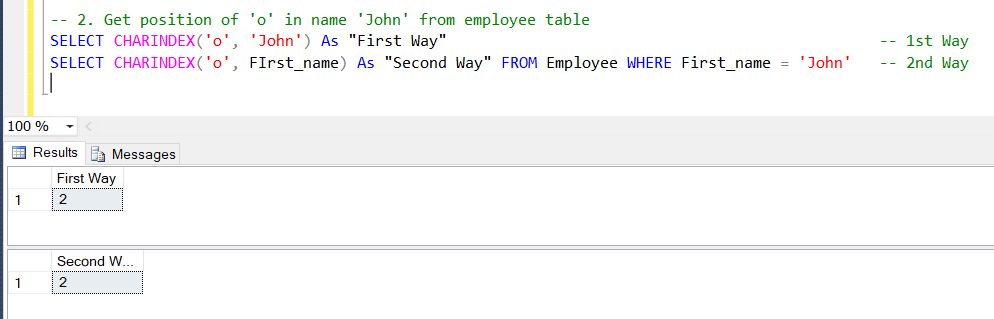 -- 2. Get position of 'o' in name 'John' from employee table
SELECT CHARINDEX('o', 'John') As "First Way" -- 1st Way
SELECT CHARINDEX('o', FIrst_name) As "Second Way" FROM Employee WHERE First_name = 'John' -- 2nd Way
100 %
Results Messages
First Way
1 2
Second W...
1 2